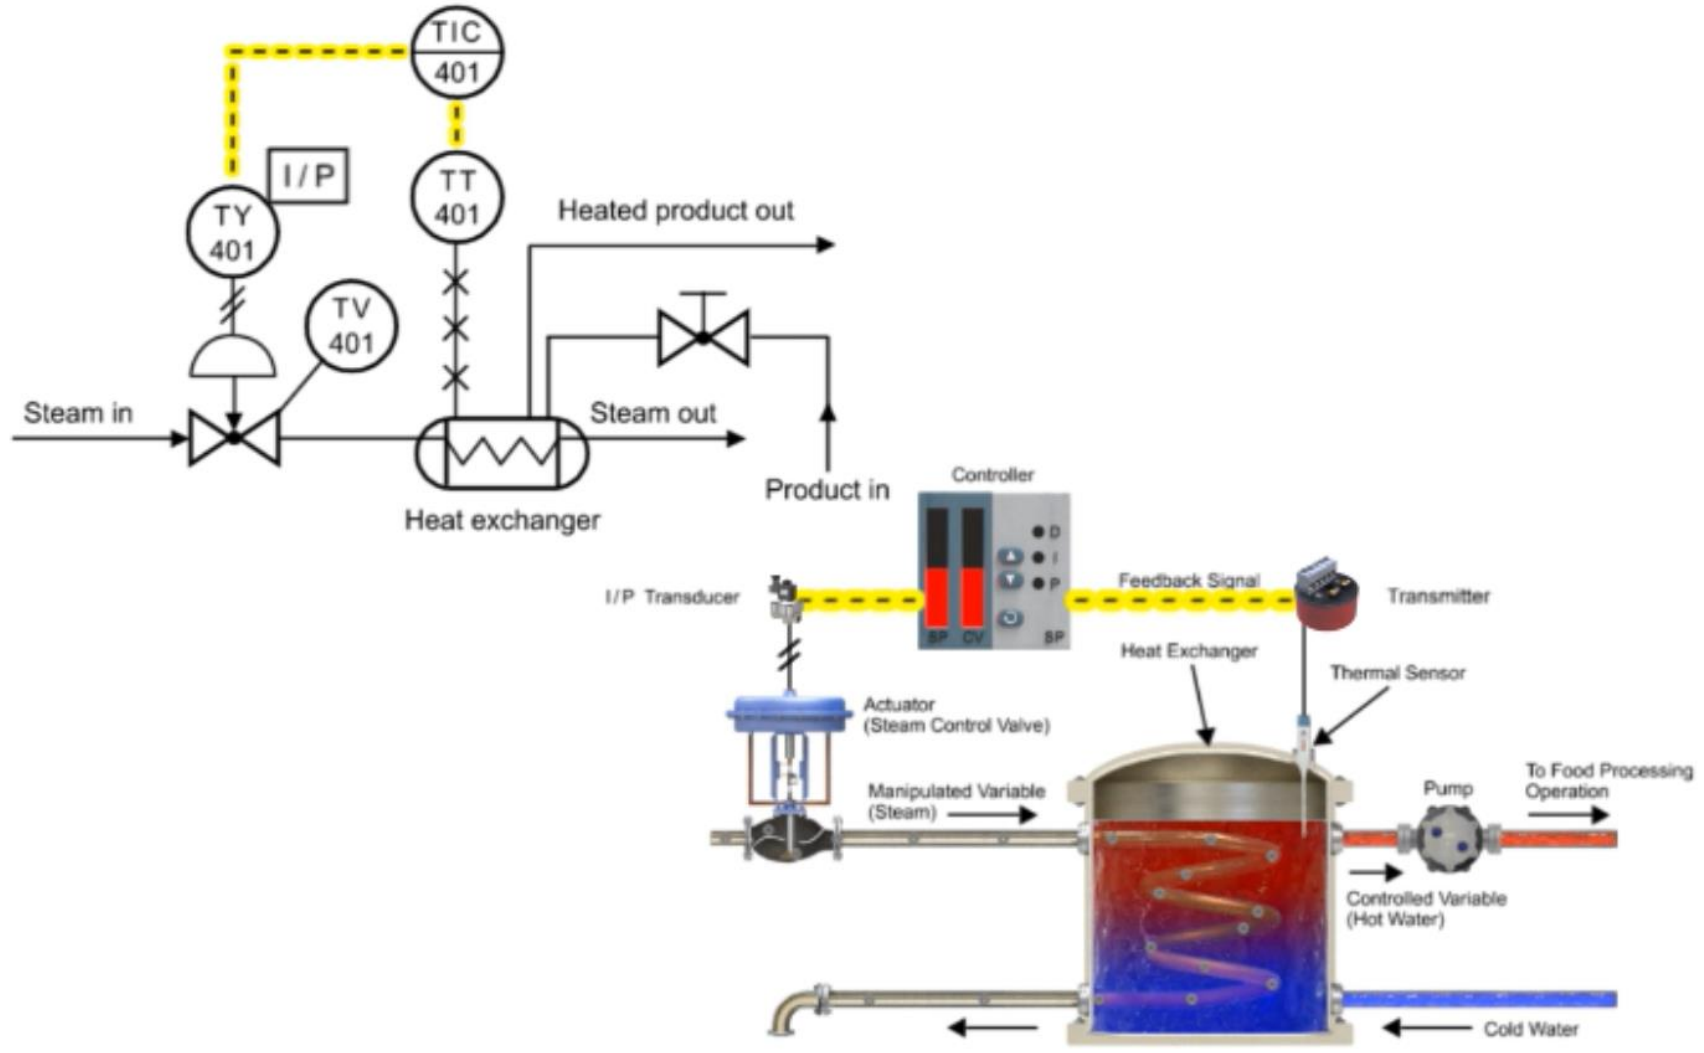 TIC
401
I / P
TT
401
TY
401
Heated product out
TV
401
Steam in
Steam out
Product in
Heat exchanger
Controller
D
I
P
SP CV SP
I / P Transducer
Feedback Signal
Transmitter
Heat Exchanger
Thermal Sensor
Actuator
(Steam Control Valve)
Manipulated Variable
(Steam)
Pump
To Food Processing
Operation
Controlled Variable
(Hot Water)
Cold Water